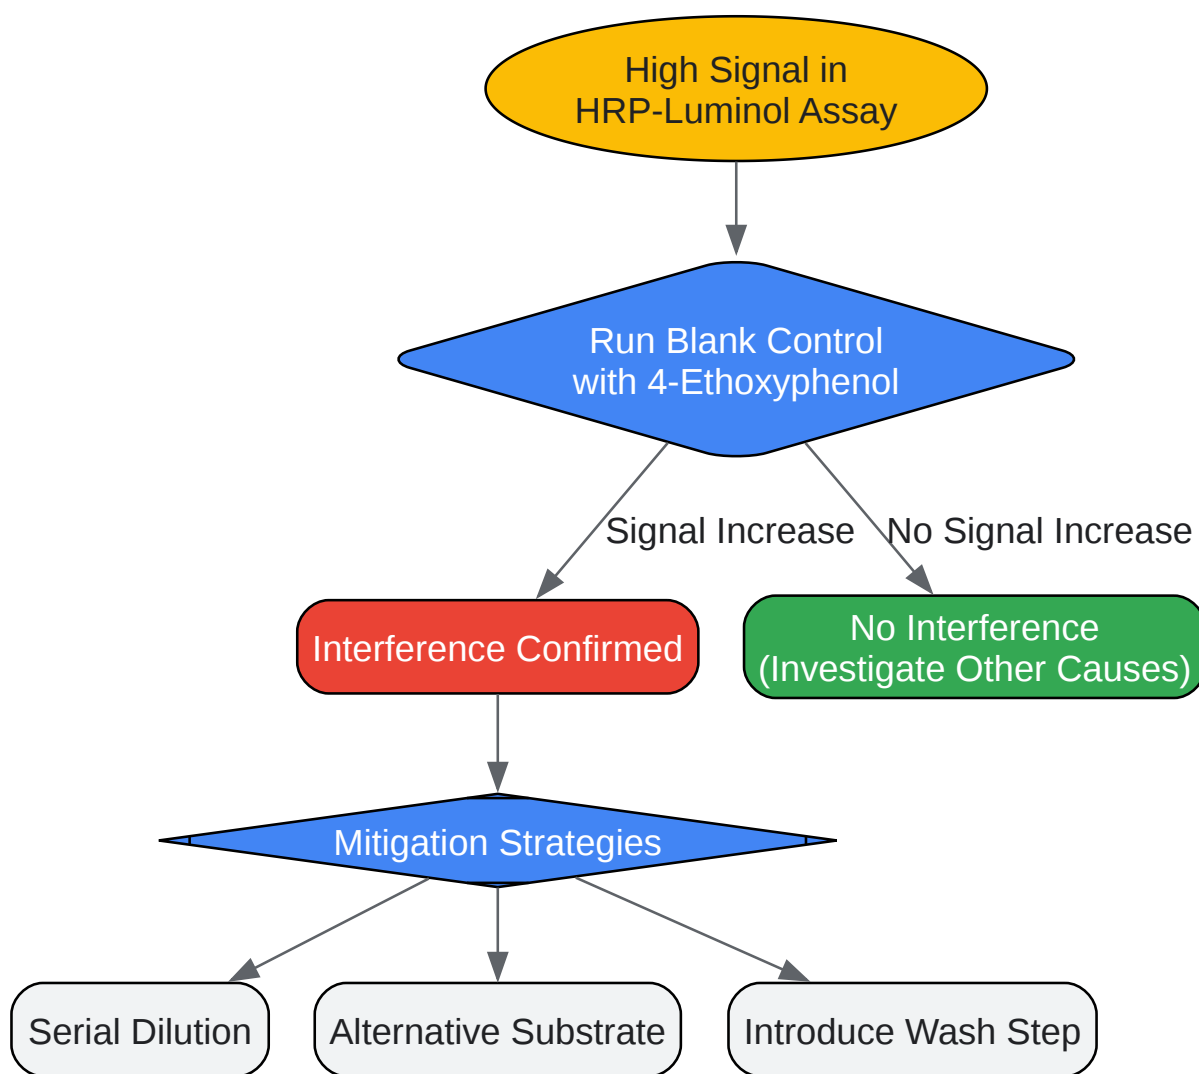 High Signal in
HRP-Luminol Assay
Run Blank Control
with 4-Ethoxyphenol
Signal Increase
No Signal Increase
Interference Confirmed
No Interference
(Investigate Other Causes)
Mitigation Strategies
Serial Dilution
Alternative Substrate
Introduce Wash Step